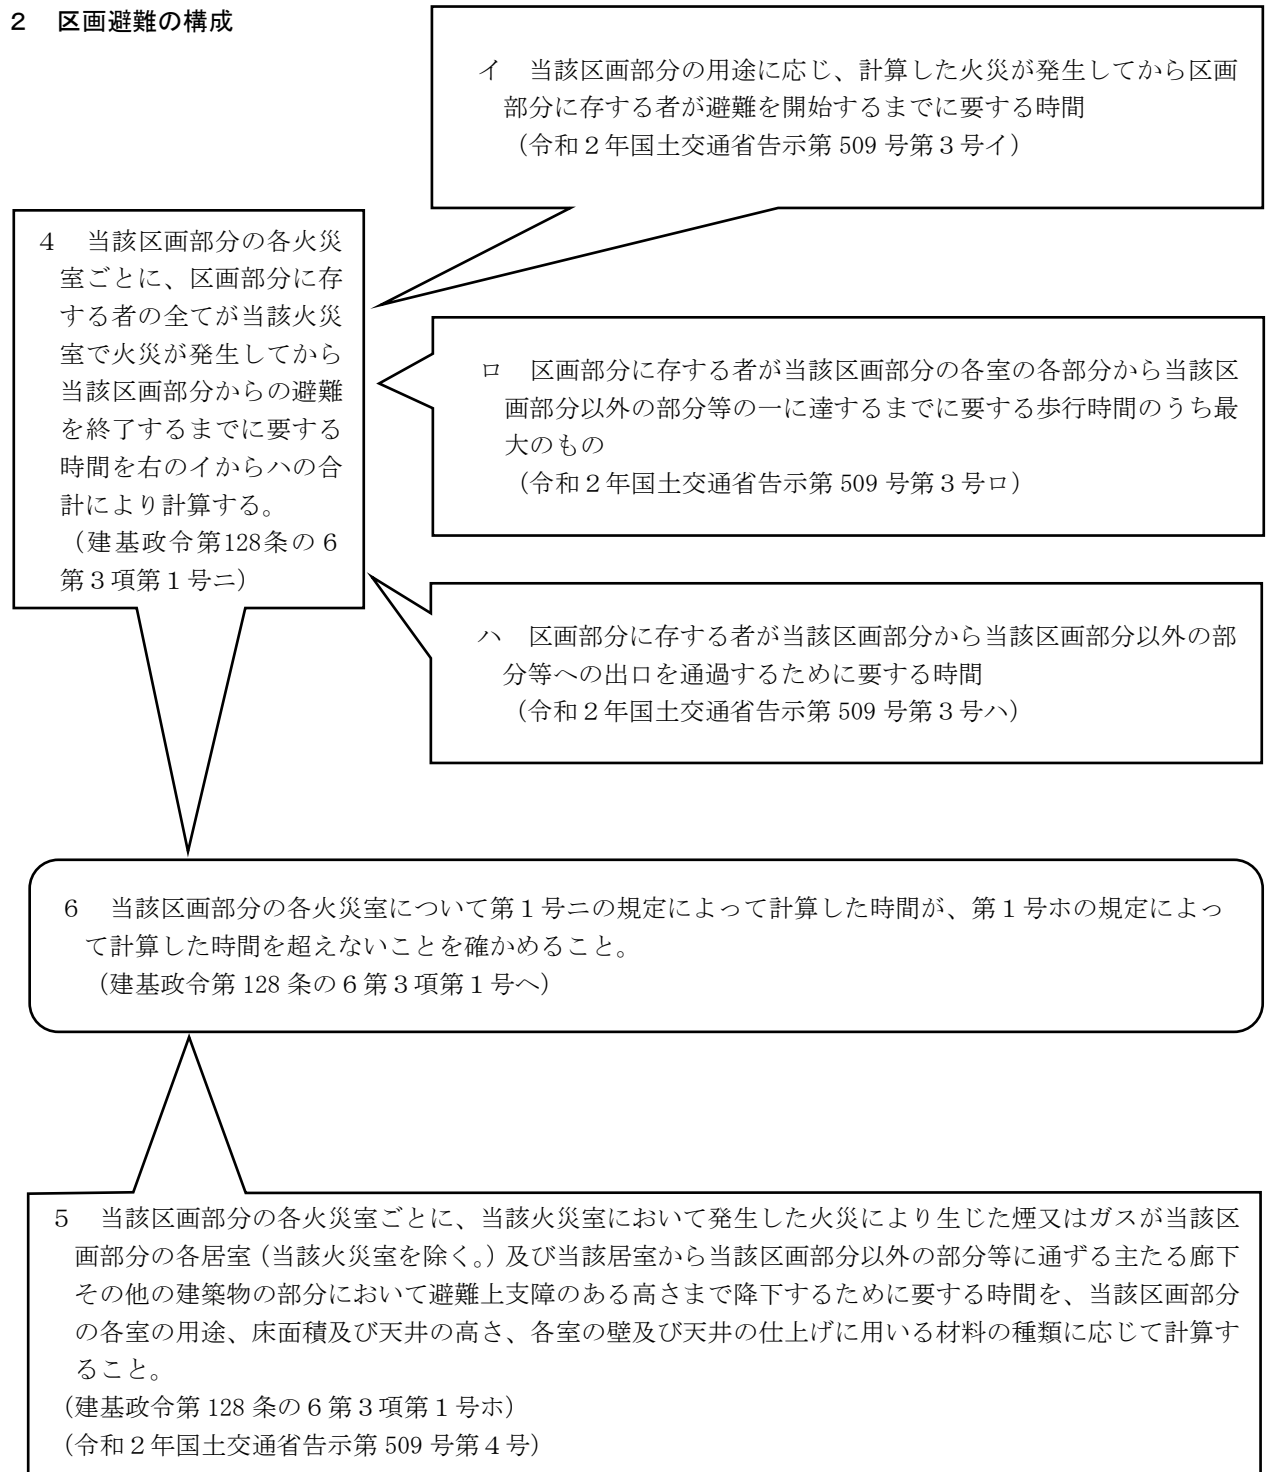 ２　区画避難の構成
イ　当該区画部分の用途に応じ、計算した火災が発生してから区画
部分に存する者が避難を開始するまでに要する時間
（令和２年国土交通省告示第 509 号第３号イ）
４　当該区画部分の各火災
室ごとに、区画部分に存
する者の全てが当該火災
室で火災が発生してから
当該区画部分からの避難
を終了するまでに要する
時間を右のイからハの合
計により計算する。
（建基政令第128条の６
第３項第１号ニ）
ロ　区画部分に存する者が当該区画部分の各室の各部分から当該区
画部分以外の部分等の一に達するまでに要する歩行時間のうち最
大のもの
（令和２年国土交通省告示第 509 号第３号ロ）
ハ　区画部分に存する者が当該区画部分から当該区画部分以外の部
分等への出口を通過するために要する時間
（令和２年国土交通省告示第 509 号第３号ハ）
６　当該区画部分の各火災室について第１号ニの規定によって計算した時間が、第１号ホの規定によっ
て計算した時間を超えないことを確かめること。
（建基政令第 128 条の６第３項第１号ヘ）
５　当該区画部分の各火災室ごとに、当該火災室において発生した火災により生じた煙又はガスが当該区
画部分の各居室（当該火災室を除く。）及び当該居室から当該区画部分以外の部分等に通ずる主たる廊下
その他の建築物の部分において避難上支障のある高さまで降下するために要する時間を、当該区画部分
の各室の用途、床面積及び天井の高さ、各室の壁及び天井の仕上げに用いる材料の種類に応じて計算す
ること。
（建基政令第 128 条の６第３項第１号ホ）
（令和２年国土交通省告示第 509 号第４号）